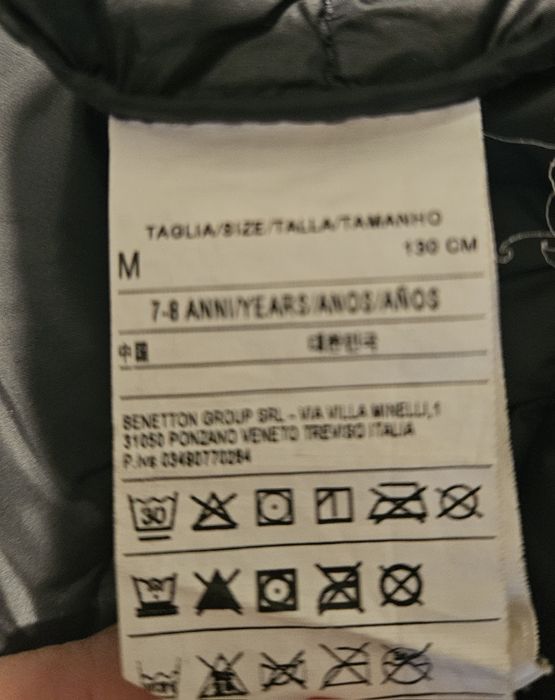 TAGLIA/SIZE/TALLA/TAMANHO
M 130 CM
7-8 ANNI/YEARS/ANOS/AÑOS
中国 대한민국
BENETTON GROUP SRL - VIA VILLA MINELLI,1
31050 PONZANO VENETO TREVISO ITALIA
P.Iva 03490770264
30